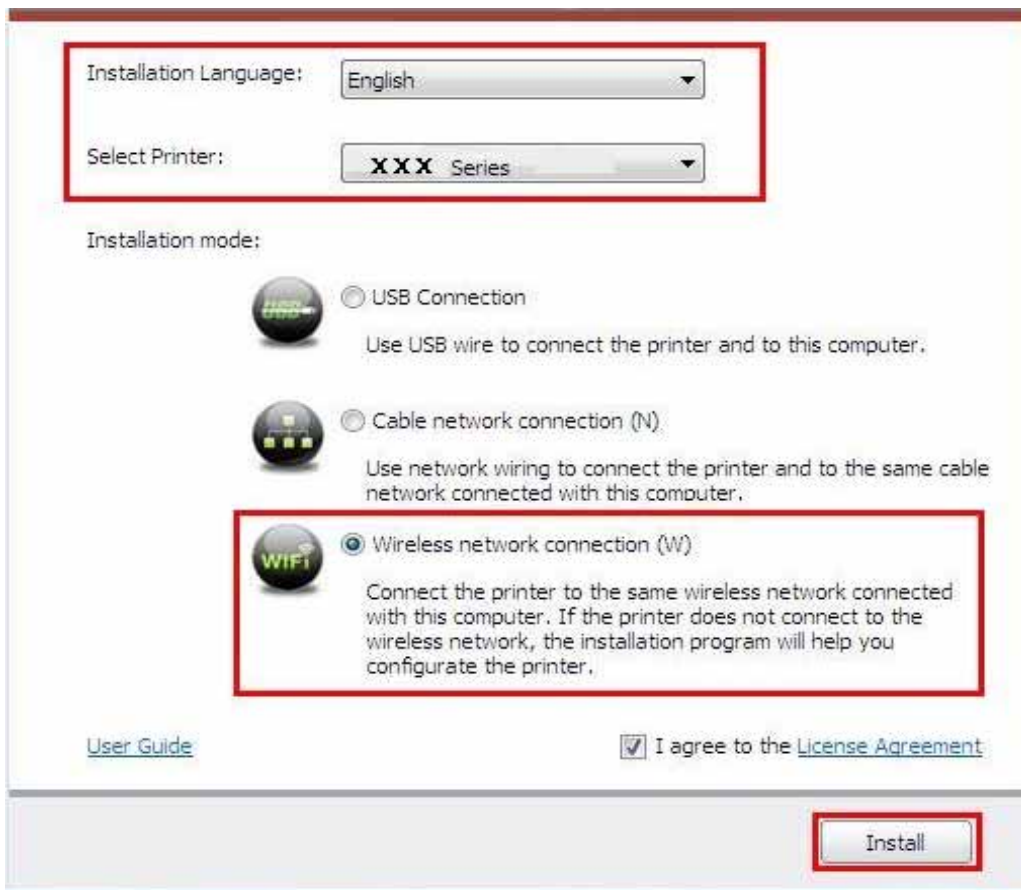 Installation Language: English
Select Printer: XXX Series
Installation mode:
USB
USB Connection
Use USB wire to connect the printer and to this computer.
Cable network connection (N)
Use network wiring to connect the printer and to the same cable
network connected with this computer.
WiFi
Wireless network connection (W)
Connect the printer to the same wireless network connected
with this computer. If the printer does not connect to the
wireless network, the installation program will help you
configurate the printer.
User Guide
I agree to the License Agreement
Install